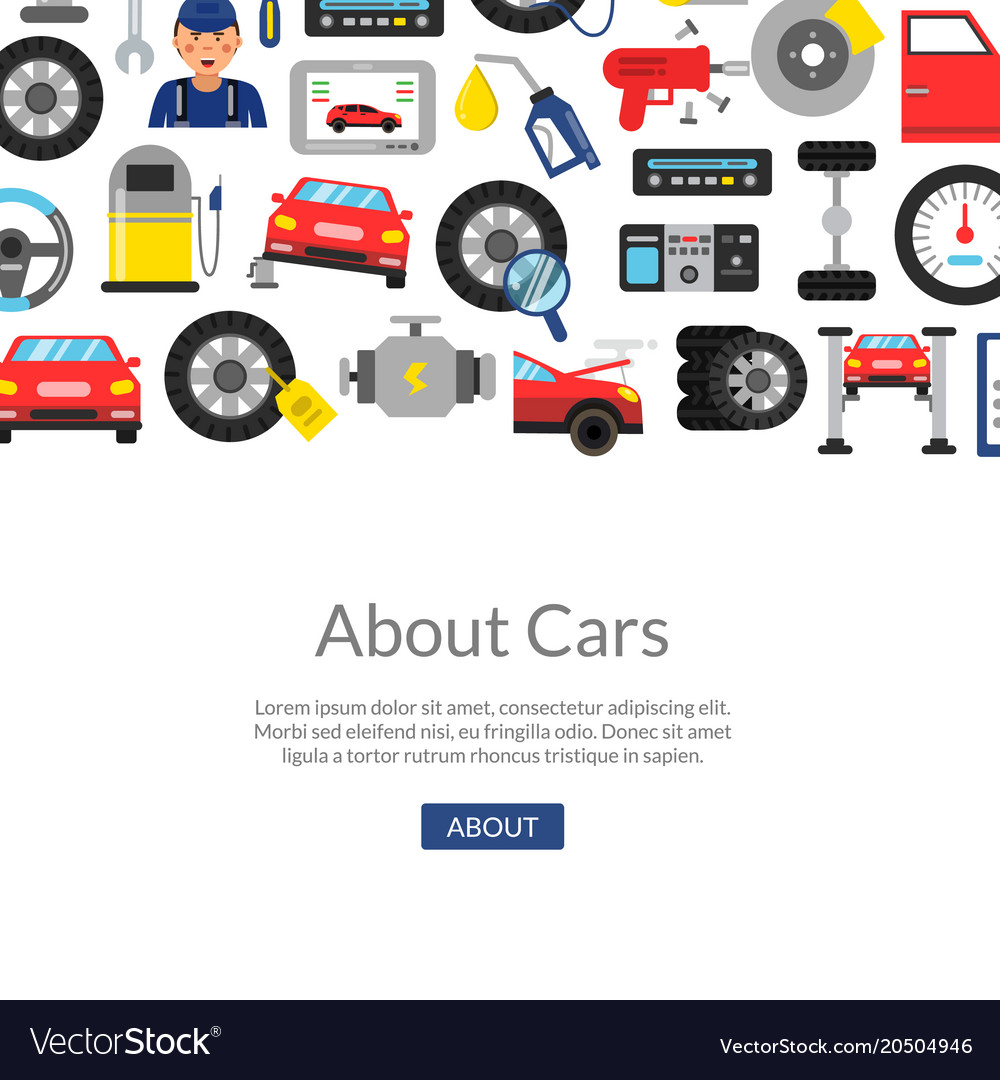 About Cars
Lorem ipsum dolor sit amet, consectetur adipiscing elit.
Morbi sed eleifend nisi, eu fringilla odio. Donec sit amet
ligula a tortor rutrum rhoncus tristique in sapien.
ABOUT
VectorStock®
VectorStock.com/20504946